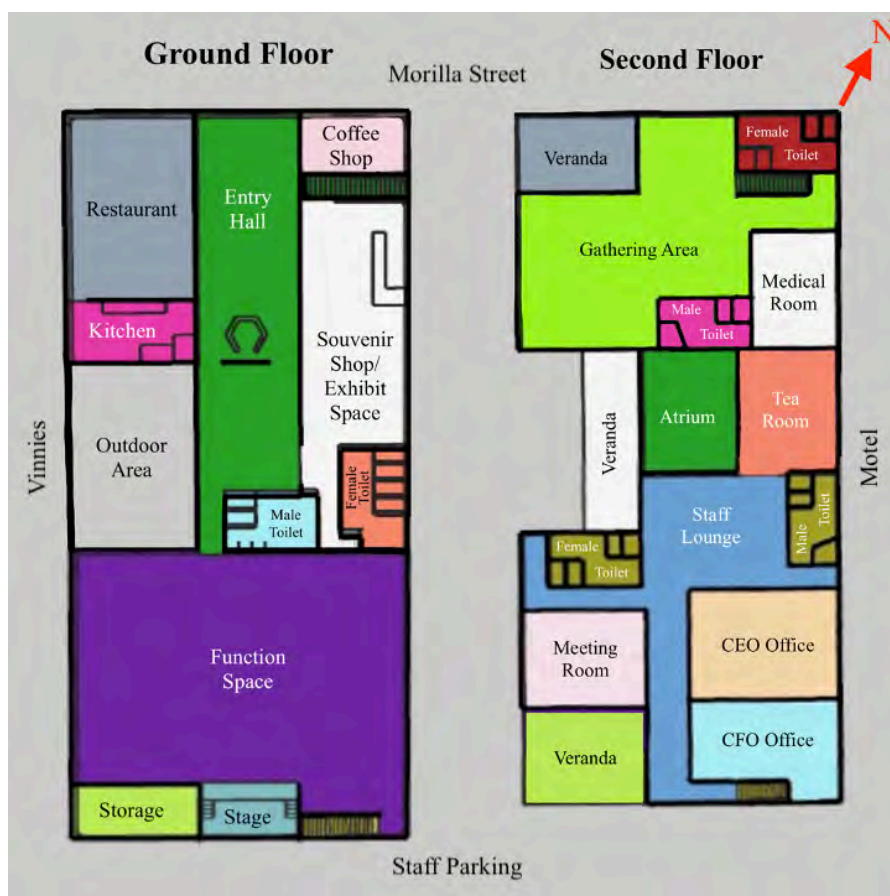 Ground Floor
Morilla Street
Second Floor
N
Restaurant
Entry
Hall
Coffee
Shop
Kitchen
Souvenir
Shop/
Exhibit
Space
Outdoor
Area
Male
Toilet
Female
Toilet
Vinnies
Function
Space
Storage
Stage
Veranda
Female
Toilet
Gathering Area
Medical
Room
Male
Toilet
Veranda
Atrium
Tea
Room
Motel
Staff
Lounge
Male
Toilet
Female
Toilet
Meeting
Room
CEO Office
Veranda
CFO Office
Staff Parking